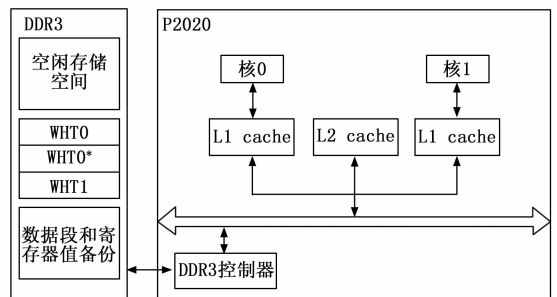 DDR3
空闲存储
空间
WHT0
WHT0*
WHT1
数据段和寄
存器值备份
P2020
核0
核1
L1 cache
L2 cache
L1 cache
DDR3控制器